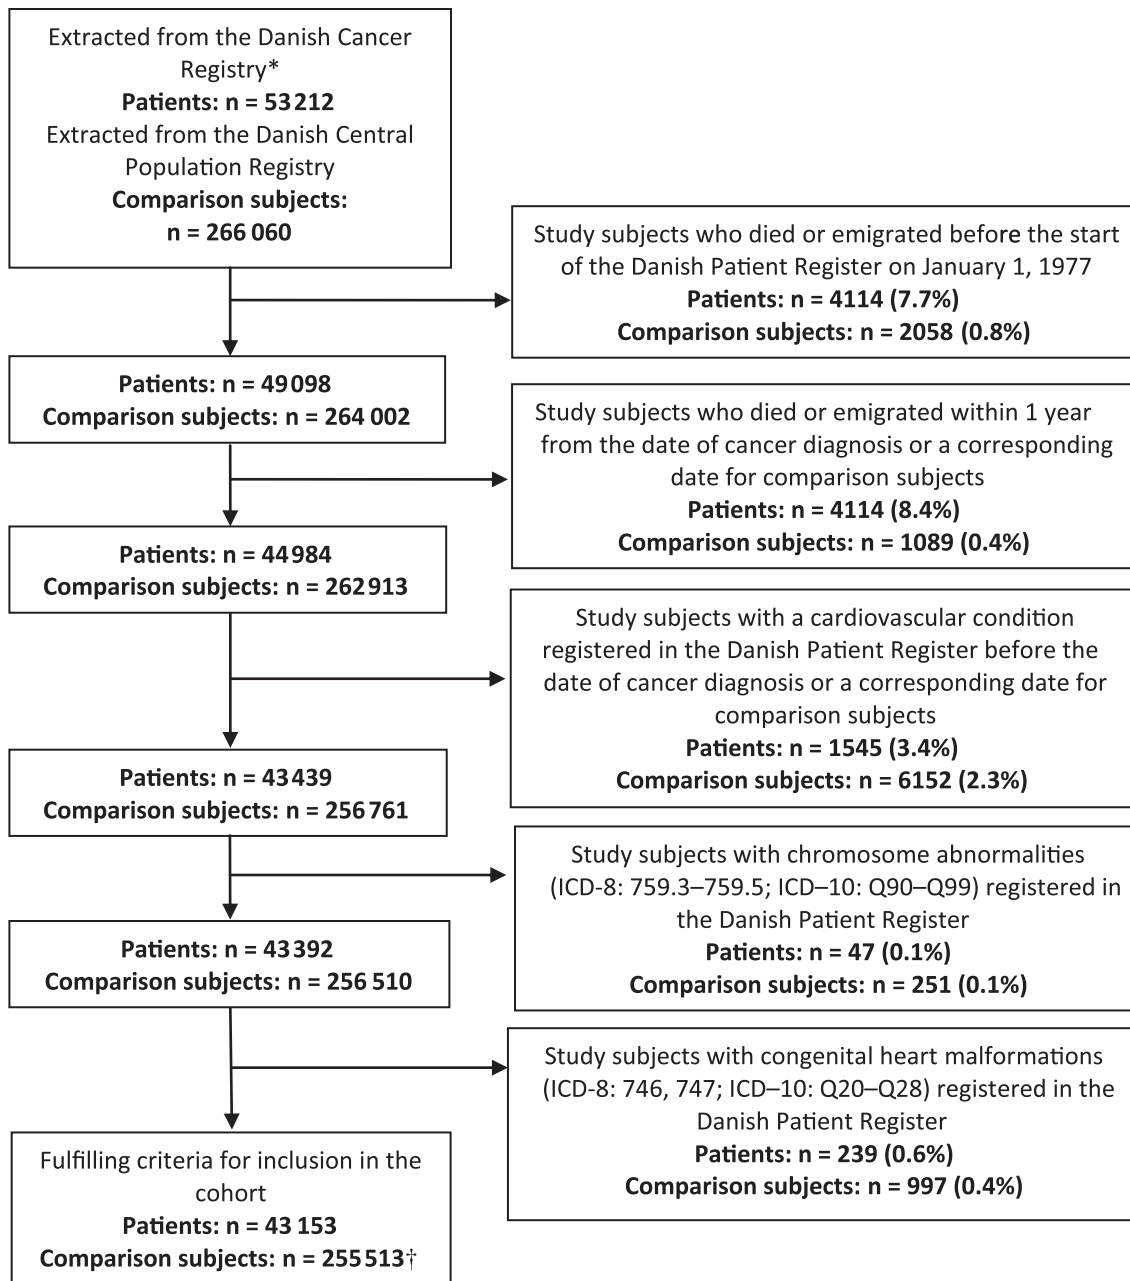 Extracted from the Danish Cancer
Registry*
Patients: n = 53 212
Extracted from the Danish Central
Population Registry
Comparison subjects:
n = 266 060
Study subjects who died or emigrated before the start
of the Danish Patient Register on January 1, 1977
Patients: n = 4114 (7.7%)
Comparison subjects: n = 2058 (0.8%)
Patients: n = 49 098
Comparison subjects: n = 264 002
Study subjects who died or emigrated within 1 year
from the date of cancer diagnosis or a corresponding
date for comparison subjects
Patients: n = 4114 (8.4%)
Comparison subjects: n = 1089 (0.4%)
Patients: n = 44 984
Comparison subjects: n = 262 913
Study subjects with a cardiovascular condition
registered in the Danish Patient Register before the
date of cancer diagnosis or a corresponding date for
comparison subjects
Patients: n = 1545 (3.4%)
Comparison subjects: n = 6152 (2.3%)
Patients: n = 43 439
Comparison subjects: n = 256 761
Study subjects with chromosome abnormalities
(ICD-8: 759.3–759.5; ICD–10: Q90–Q99) registered in
the Danish Patient Register
Patients: n = 47 (0.1%)
Comparison subjects: n = 251 (0.1%)
Patients: n = 43 392
Comparison subjects: n = 256 510
Study subjects with congenital heart malformations
(ICD-8: 746, 747; ICD–10: Q20–Q28) registered in the
Danish Patient Register
Patients: n = 239 (0.6%)
Comparison subjects: n = 997 (0.4%)
Fulfilling criteria for inclusion in the
cohort
Patients: n = 43 153
Comparison subjects: n = 255 513†